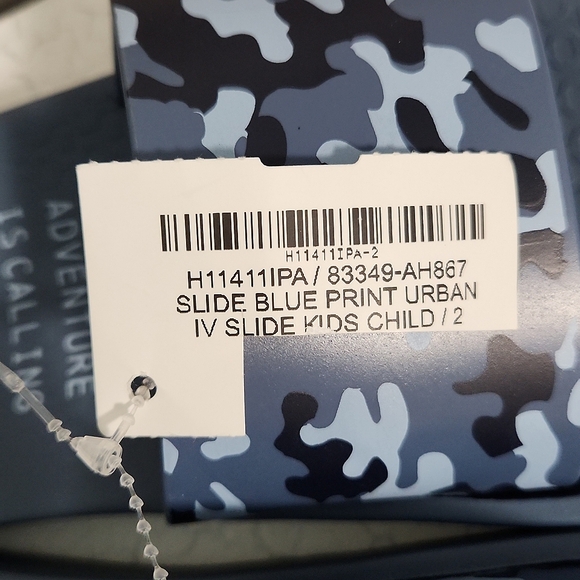 H11411IPA-2
H11411IPA / 83349-AH867
SLIDE BLUE PRINT URBAN
IV SLIDE KIDS CHILD / 2
ADVENTURE
IS CALLING